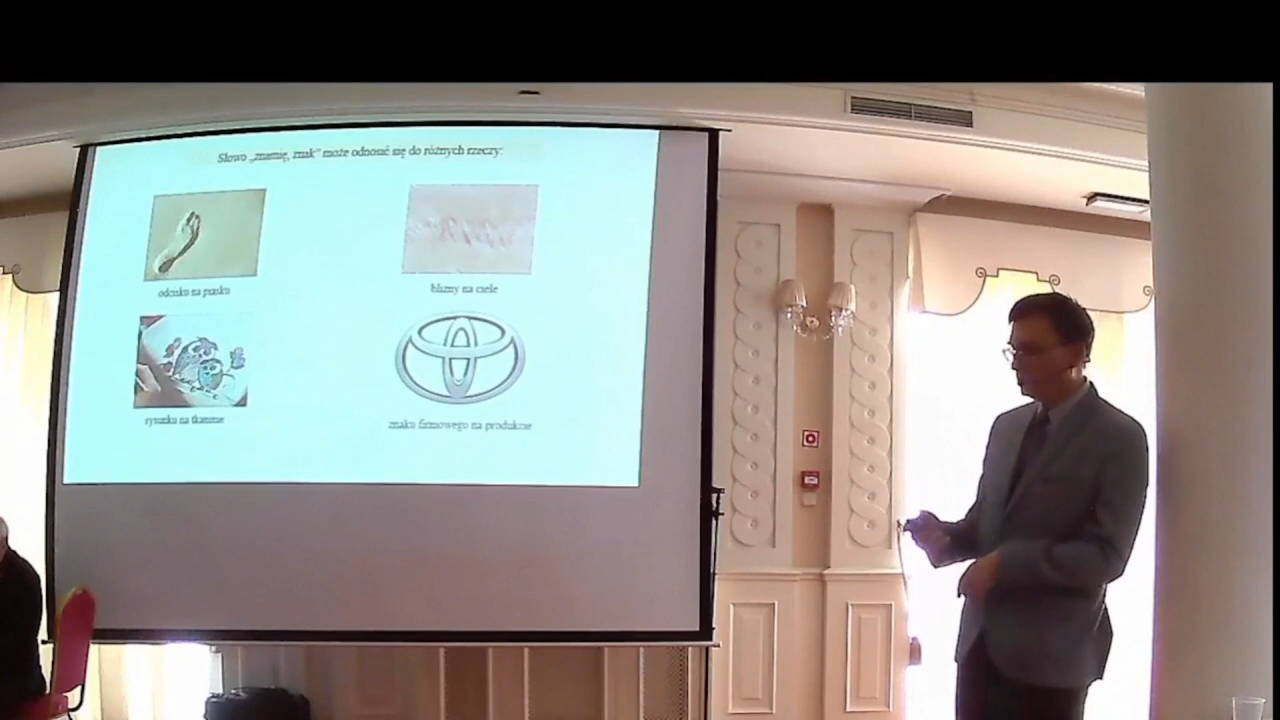 Słowo „znamię, znak” może odnosić się do różnych rzeczy:
odcisku na piasku
blizny na ciele
rysunku na tkaninie
znaku firmowego na produkcie